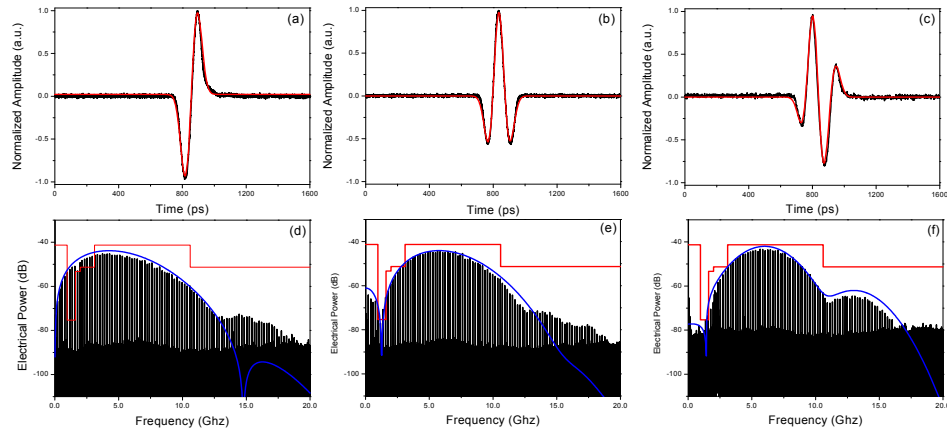 (a)
Normalized Amplitude (a.u.)
1.0
0.5
0.0
-0.5
-1.0
0 400 800 1200 1600
Time (ps)
(b)
Normalized Amplitude (a.u.)
1.0
0.5
0.0
-0.5
-1.0
0 400 800 1200 1600
Time (ps)
(c)
Normalized Amplitude (a.u.)
1.0
0.5
0.0
-0.5
-1.0
0 400 800 1200 1600
Time (ps)
(d)
Electrical Power (dB)
-40
-60
-80
-100
0.0 5.0 10.0 15.0 20.0
Frequency (Ghz)
(e)
Electrical Power (dB)
-40
-60
-80
-100
0.0 5.0 10.0 15.0 20.0
Frequency (Ghz)
(f)
Electrical Power (dB)
-40
-60
-80
-100
0.0 5.0 10.0 15.0 20.0
Frequency (Ghz)